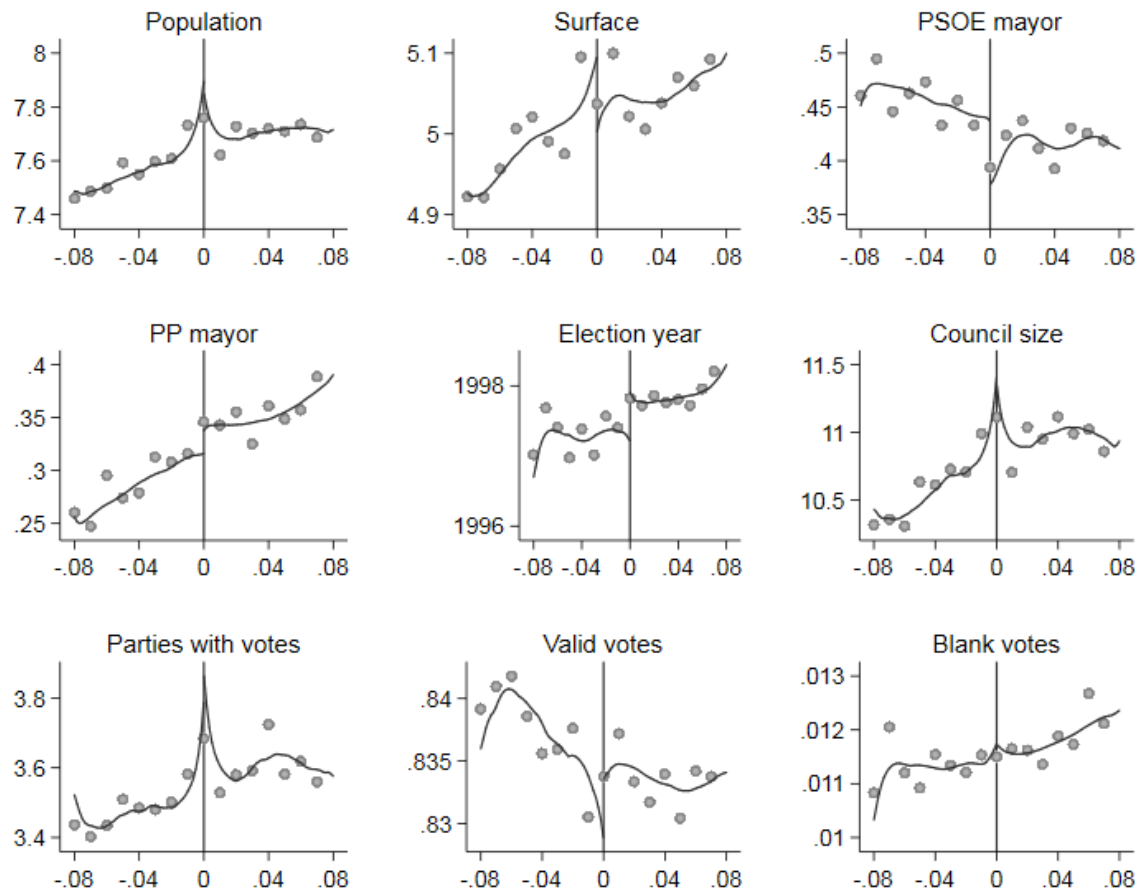 Population
Surface
PSOE mayor
8
7.8
7.6
7.4
-.08 -.04 0 .04 .08
5.1
5
4.9
-.08 -.04 0 .04 .08
.5
.45
.4
.35
-.08 -.04 0 .04 .08
PP mayor
Election year
Council size
.4
.35
.3
.25
-.08 -.04 0 .04 .08
1998
1996
-.08 -.04 0 .04 .08
11.5
11
10.5
-.08 -.04 0 .04 .08
Parties with votes
Valid votes
Blank votes
3.8
3.6
3.4
-.08 -.04 0 .04 .08
.84
.835
.83
-.08 -.04 0 .04 .08
.013
.012
.011
.01
-.08 -.04 0 .04 .08